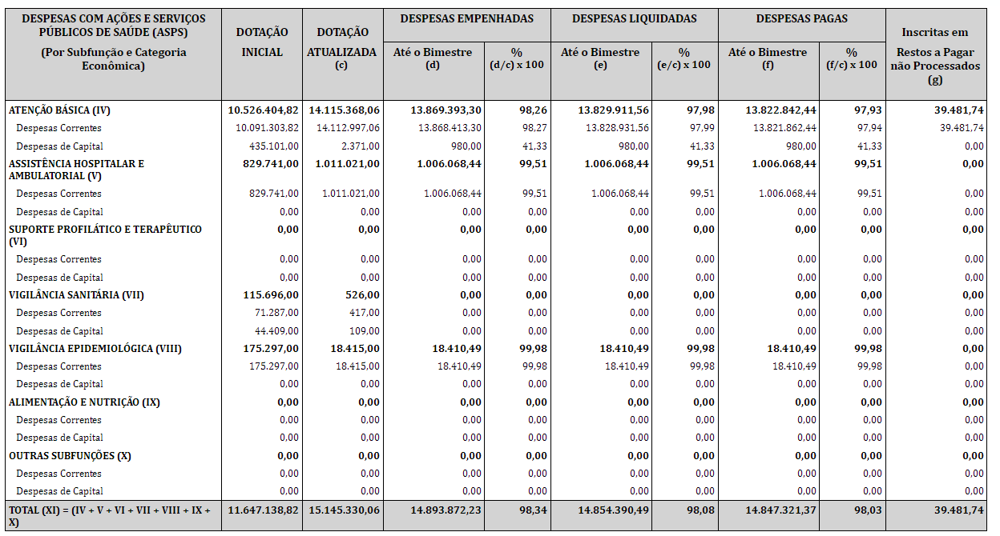 DESPESAS COM AÇÕES E SERVIÇOS PÚBLICOS DE SAÚDE (ASPS)
(Por Subfunção e Categoria Econômica)
DOTAÇÃO INICIAL
DOTAÇÃO ATUALIZADA (c)
DESPESAS EMPENHADAS
DESPESAS LIQUIDADAS
DESPESAS PAGAS
Inscritas em Restos a Pagar não Processados (g)
Até o Bimestre (d)
% (d/c) x 100
Até o Bimestre (e)
% (e/c) x 100
Até o Bimestre (f)
% (f/c) x 100
ATENÇÃO BÁSICA (IV) 10.526.404,82 14.115.368,06 13.869.393,30 98,26 13.829.911,56 97,98 13.822.842,44 97,93 39.481,74
Despesas Correntes 10.091.303,82 14.112.997,06 13.868.413,30 98,27 13.828.931,56 97,99 13.821.862,44 97,94 39.481,74
Despesas de Capital 435.101,00 2.371,00 980,00 41,33 980,00 41,33 980,00 41,33 0,00
ASSISTÊNCIA HOSPITALAR E AMBULATORIAL (V) 829.741,00 1.011.021,00 1.006.068,44 99,51 1.006.068,44 99,51 1.006.068,44 99,51 0,00
Despesas Correntes 829.741,00 1.011.021,00 1.006.068,44 99,51 1.006.068,44 99,51 1.006.068,44 99,51 0,00
Despesas de Capital 0,00 0,00 0,00 0,00 0,00 0,00 0,00 0,00 0,00
SUPORTE PROFILÁTICO E TERAPÊUTICO (VI) 0,00 0,00 0,00 0,00 0,00 0,00 0,00 0,00 0,00
Despesas Correntes 0,00 0,00 0,00 0,00 0,00 0,00 0,00 0,00 0,00
Despesas de Capital 0,00 0,00 0,00 0,00 0,00 0,00 0,00 0,00 0,00
VIGILÂNCIA SANITÁRIA (VII) 115.696,00 526,00 0,00 0,00 0,00 0,00 0,00 0,00 0,00
Despesas Correntes 71.287,00 417,00 0,00 0,00 0,00 0,00 0,00 0,00 0,00
Despesas de Capital 44.409,00 109,00 0,00 0,00 0,00 0,00 0,00 0,00 0,00
VIGILÂNCIA EPIDEMIOLÓGICA (VIII) 175.297,00 18.415,00 18.410,49 99,98 18.410,49 99,98 18.410,49 99,98 0,00
Despesas Correntes 175.297,00 18.415,00 18.410,49 99,98 18.410,49 99,98 18.410,49 99,98 0,00
Despesas de Capital 0,00 0,00 0,00 0,00 0,00 0,00 0,00 0,00 0,00
ALIMENTAÇÃO E NUTRIÇÃO (IX) 0,00 0,00 0,00 0,00 0,00 0,00 0,00 0,00 0,00
Despesas Correntes 0,00 0,00 0,00 0,00 0,00 0,00 0,00 0,00 0,00
Despesas de Capital 0,00 0,00 0,00 0,00 0,00 0,00 0,00 0,00 0,00
OUTRAS SUBFUNÇÕES (X) 0,00 0,00 0,00 0,00 0,00 0,00 0,00 0,00 0,00
Despesas Correntes 0,00 0,00 0,00 0,00 0,00 0,00 0,00 0,00 0,00
Despesas de Capital 0,00 0,00 0,00 0,00 0,00 0,00 0,00 0,00 0,00
TOTAL (XI) = (IV + V + VI + VII + VIII + IX + X) 11.647.138,82 15.145.330,06 14.893.872,23 98,34 14.854.390,49 98,08 14.847.321,37 98,03 39.481,74